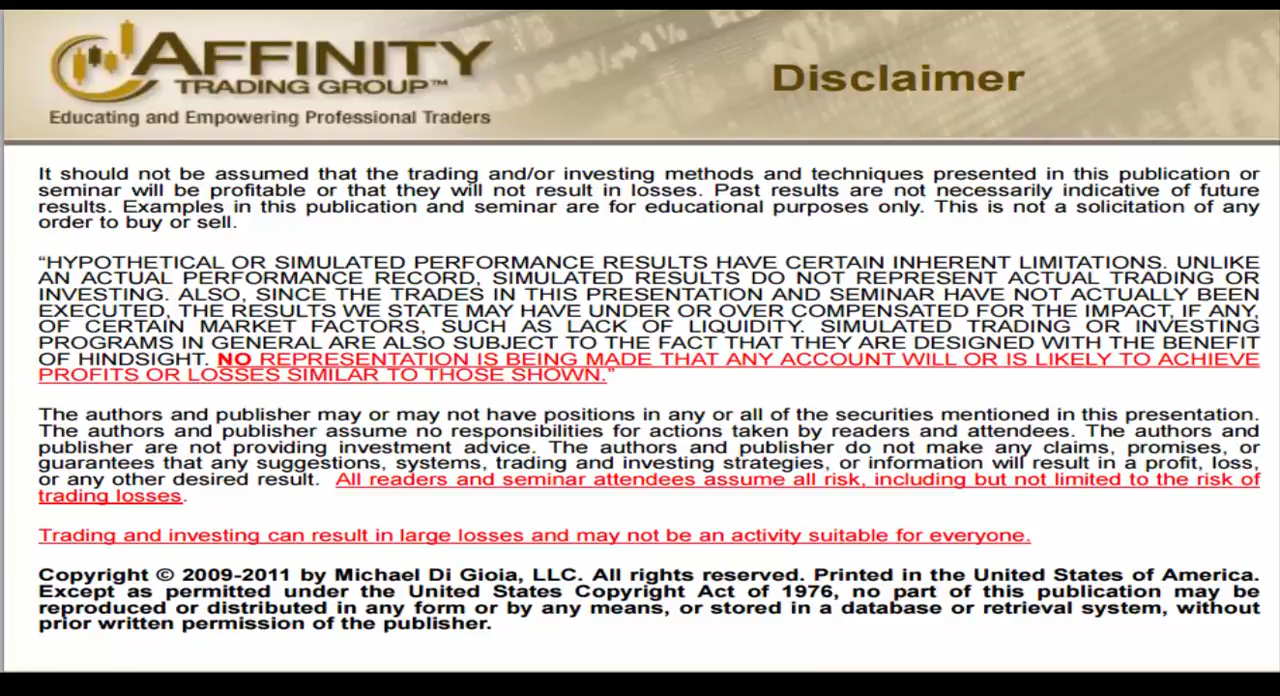 AFFINITY
TRADING GROUP™
Educating and Empowering Professional Traders
Disclaimer
It should not be assumed that the trading and/or investing methods and techniques presented in this publication or
seminar will be profitable or that they will not result in losses. Past results are not necessarily indicative of future
results. Examples in this publication and seminar are for educational purposes only. This is not a solicitation of any
order to buy or sell.
“HYPOTHETICAL OR SIMULATED PERFORMANCE RESULTS HAVE CERTAIN INHERENT LIMITATIONS. UNLIKE
AN ACTUAL PERFORMANCE RECORD, SIMULATED RESULTS DO NOT REPRESENT ACTUAL TRADING OR
INVESTING. ALSO, SINCE THE TRADES IN THIS PRESENTATION AND SEMINAR HAVE NOT ACTUALLY BEEN
EXECUTED, THE RESULTS WE STATE MAY HAVE UNDER OR OVER COMPENSATED FOR THE IMPACT, IF ANY,
OF CERTAIN MARKET FACTORS, SUCH AS LACK OF LIQUIDITY. SIMULATED TRADING OR INVESTING
PROGRAMS IN GENERAL ARE ALSO SUBJECT TO THE FACT THAT THEY ARE DESIGNED WITH THE BENEFIT
OF HINDSIGHT. NO REPRESENTATION IS BEING MADE THAT ANY ACCOUNT WILL OR IS LIKELY TO ACHIEVE
PROFITS OR LOSSES SIMILAR TO THOSE SHOWN.”
The authors and publisher may or may not have positions in any or all of the securities mentioned in this presentation.
The authors and publisher assume no responsibilities for actions taken by readers and attendees. The authors and
publisher are not providing investment advice. The authors and publisher do not make any claims, promises, or
guarantees that any suggestions, systems, trading and investing strategies, or information will result in a profit, loss,
or any other desired result. All readers and seminar attendees assume all risk, including but not limited to the risk of
trading losses.
Trading and investing can result in large losses and may not be an activity suitable for everyone.
Copyright © 2009-2011 by Michael Di Gioia, LLC. All rights reserved. Printed in the United States of America.
Except as permitted under the United States Copyright Act of 1976, no part of this publication may be
reproduced or distributed in any form or by any means, or stored in a database or retrieval system, without
prior written permission of the publisher.